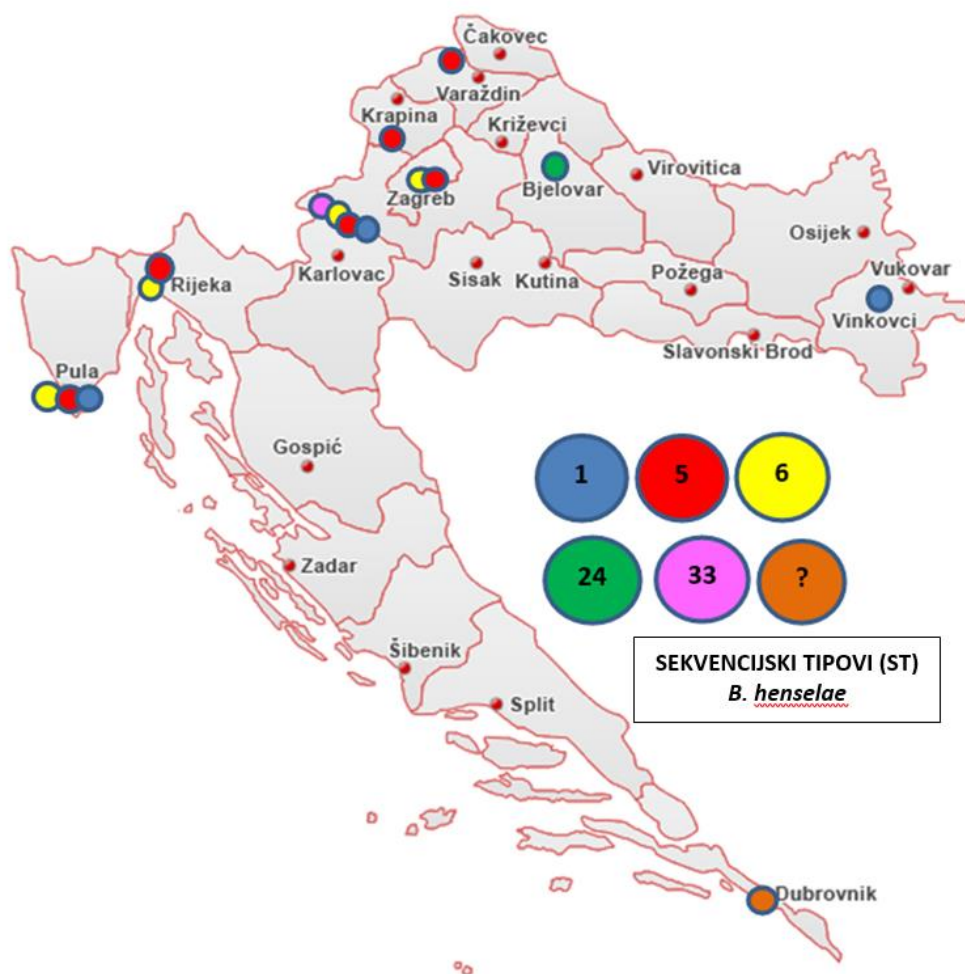 Čakovec
Varaždin
Krapina
Križevci
Virovitica
Zagreb
Bjelovar
Osijek
Karlovac
Sisak
Kutina
Požega
Vukovar
Rijeka
Vinkovci
Slavonski Brod
Pula
Gospić
1 5 6
Zadar
24 33 ?
Šibenik
SEKVENCIJSKI TIPOVI (ST)
B. henselae
Split
Dubrovnik